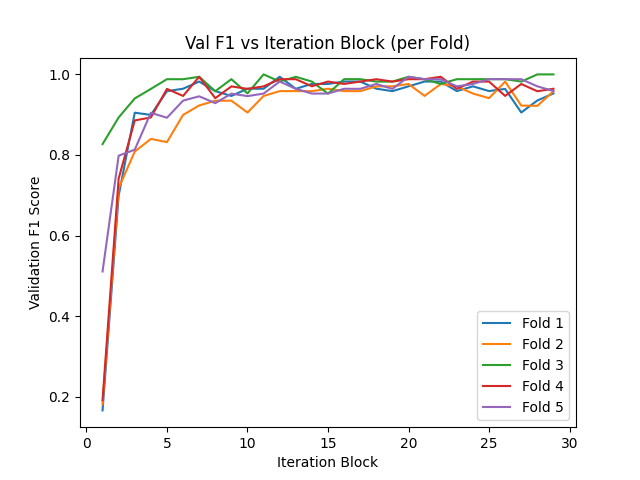 Val F1 vs Iteration Block (per Fold)
1.0
0.8
0.6
0.4
0.2
Validation F1 Score
Fold 1
Fold 2
Fold 3
Fold 4
Fold 5
0 5 10 15 20 25 30
Iteration Block